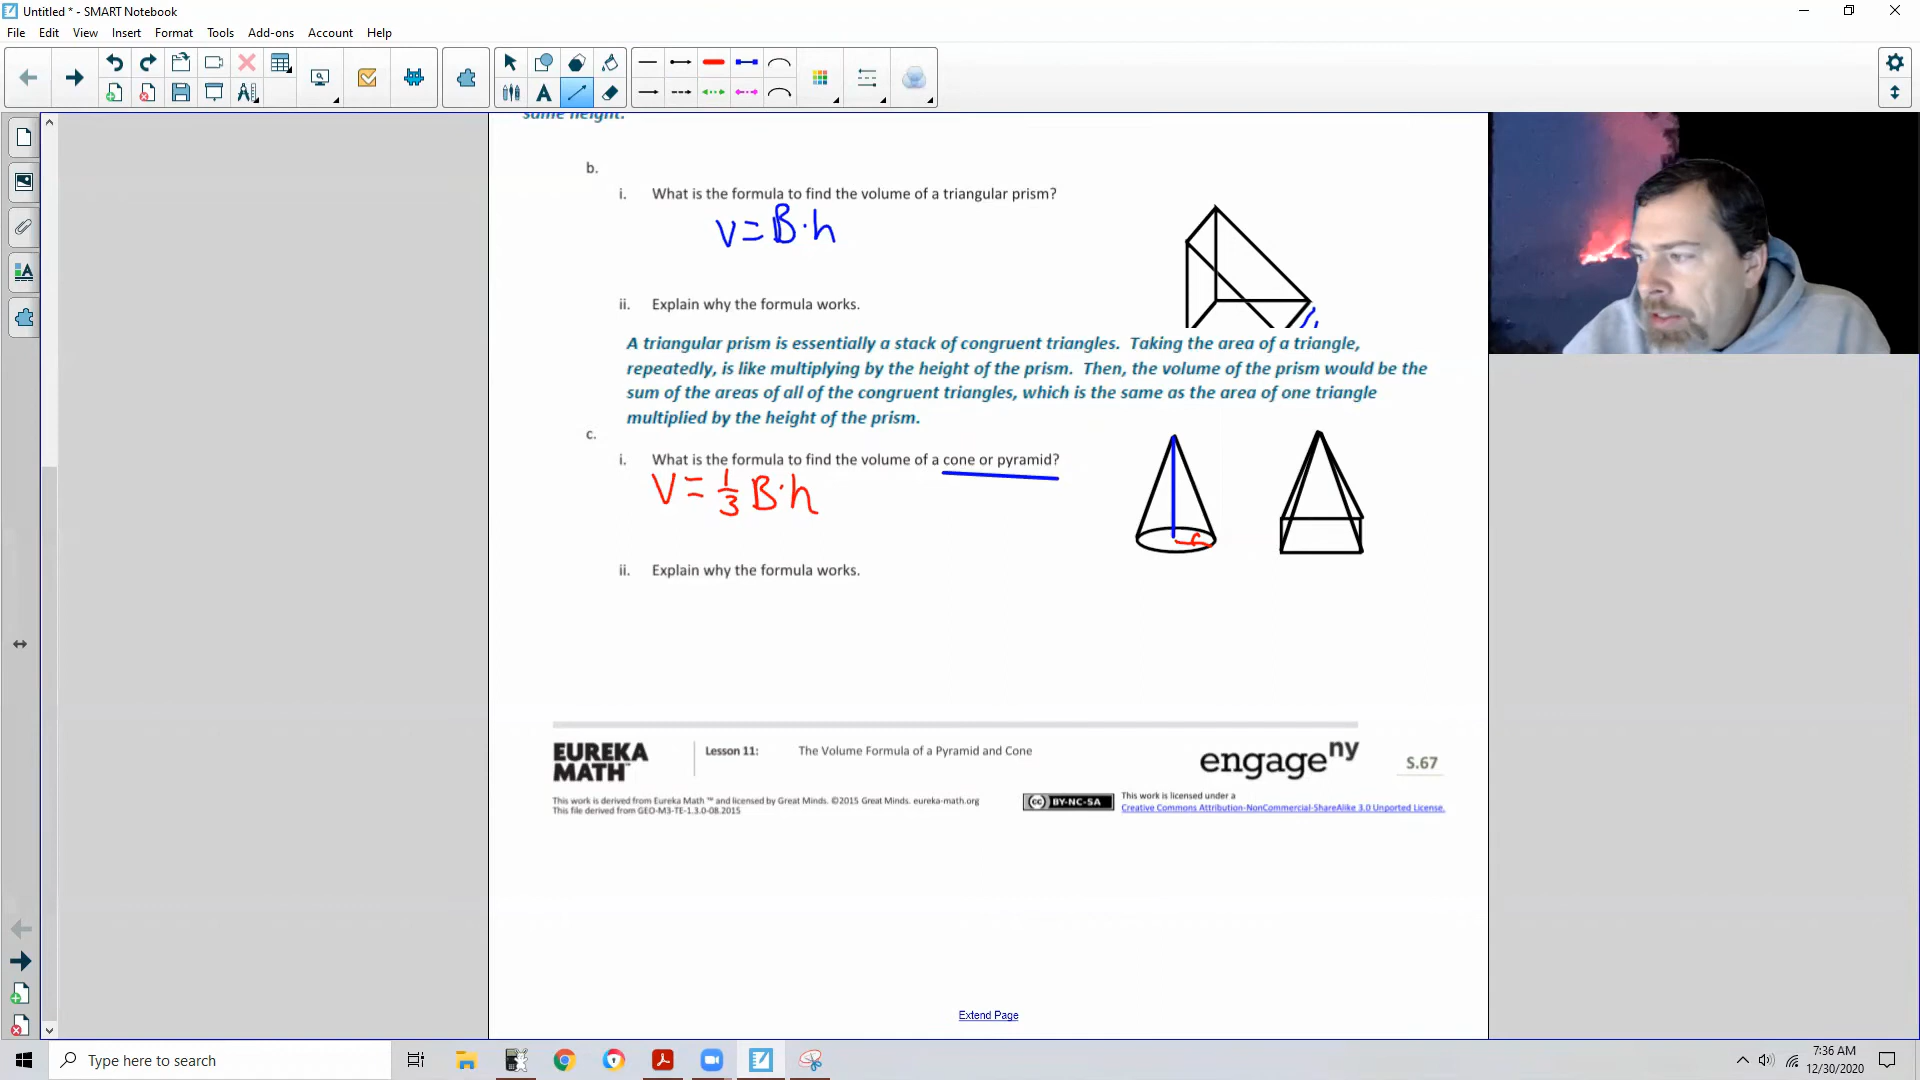 Untitled * - SMART Notebook
File Edit View Insert Format Tools Add-ons Account Help
same height.
b.
i. What is the formula to find the volume of a triangular prism?
V = B · h
ii. Explain why the formula works.
A triangular prism is essentially a stack of congruent triangles. Taking the area of a triangle,
repeatedly, is like multiplying by the height of the prism. Then, the volume of the prism would be the
sum of the areas of all of the congruent triangles, which is the same as the area of one triangle
multiplied by the height of the prism.
c.
i. What is the formula to find the volume of a cone or pyramid?
V = 1/3 B · h
r
ii. Explain why the formula works.
EUREKA
MATH™
Lesson 11: The Volume Formula of a Pyramid and Cone
engage ny
S.67
This work is derived from Eureka Math ™ and licensed by Great Minds. ©2015 Great Minds. eureka-math.org
This file derived from GEO-M3-TE-1.3.0-08.2015
cc BY-NC-SA
This work is licensed under a
Creative Commons Attribution-NonCommercial-ShareAlike 3.0 Unported License.
Extend Page
Type here to search
7:36 AM
12/30/2020